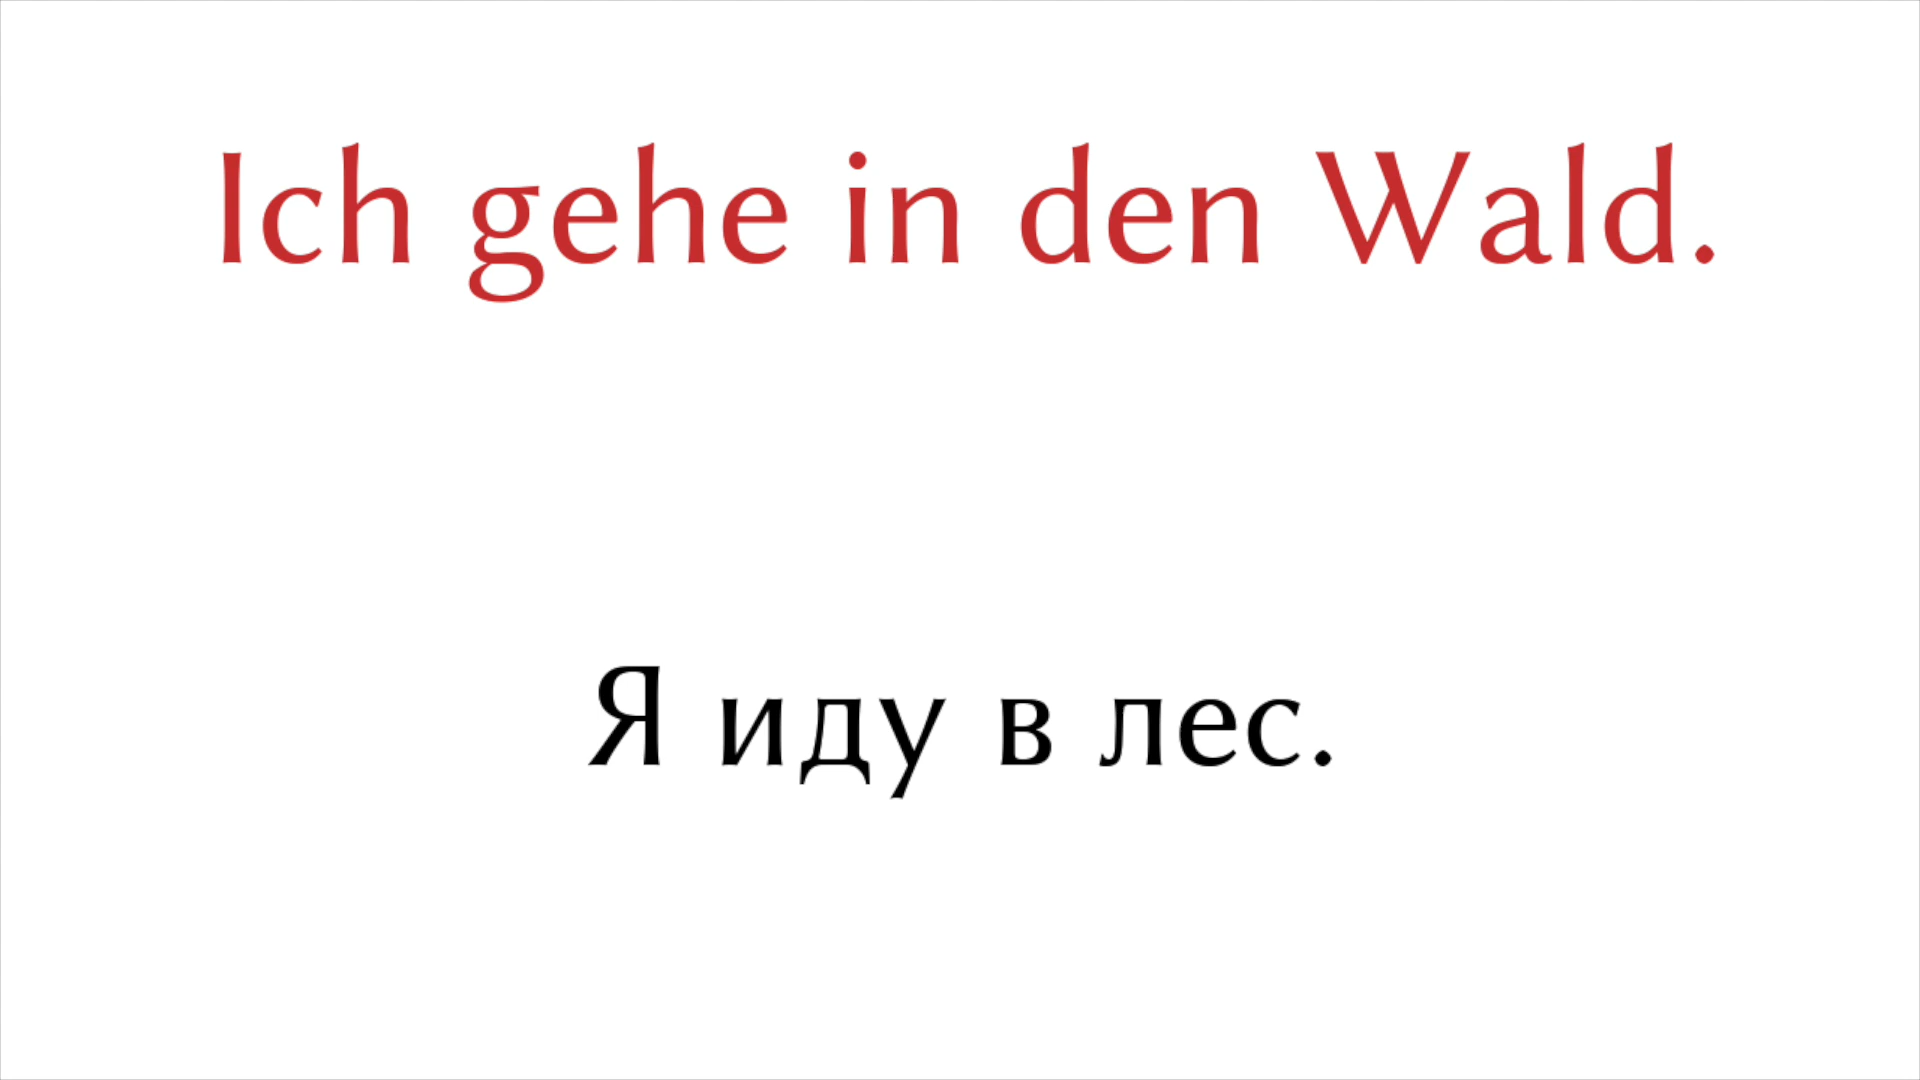 Ich gehe in den Wald.
Я иду в лес.